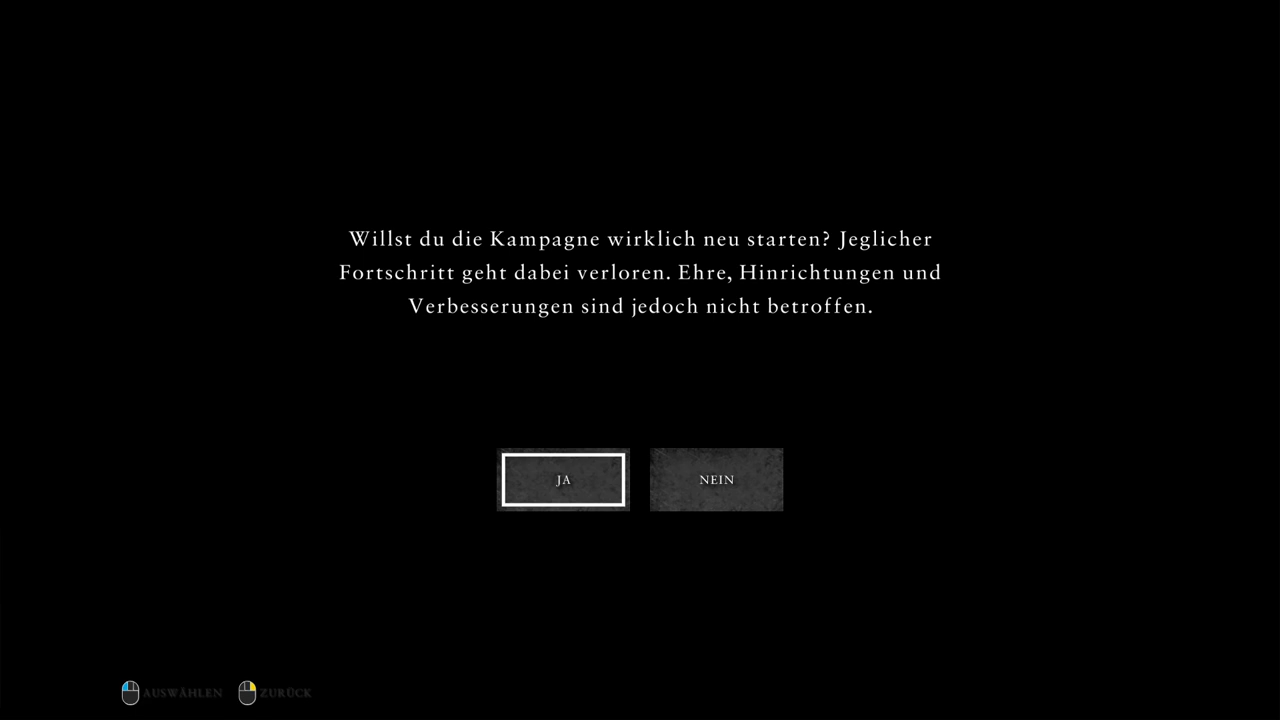 Willst du die Kampagne wirklich neu starten? Jeglicher
Fortschritt geht dabei verloren. Ehre, Hinrichtungen und
Verbesserungen sind jedoch nicht betroffen.
JA
NEIN
AUSWÄHLEN
ZURÜCK